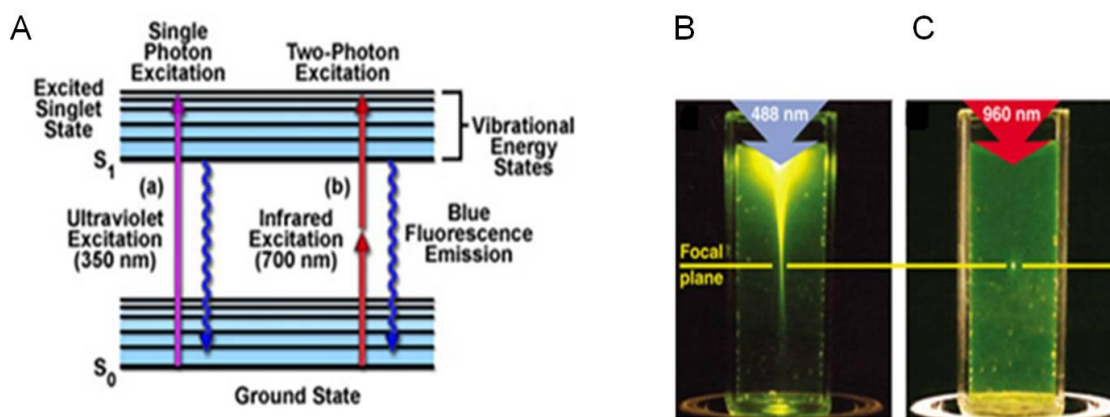 A
Single
Photon
Excitation
Two-Photon
Excitation
Excited
Singlet
State
S1
Vibrational
Energy
States
(a)
(b)
Ultraviolet
Excitation
(350 nm)
Infrared
Excitation
(700 nm)
Blue
Fluorescence
Emission
S0
Ground State
B
C
488 nm
960 nm
Focal
plane